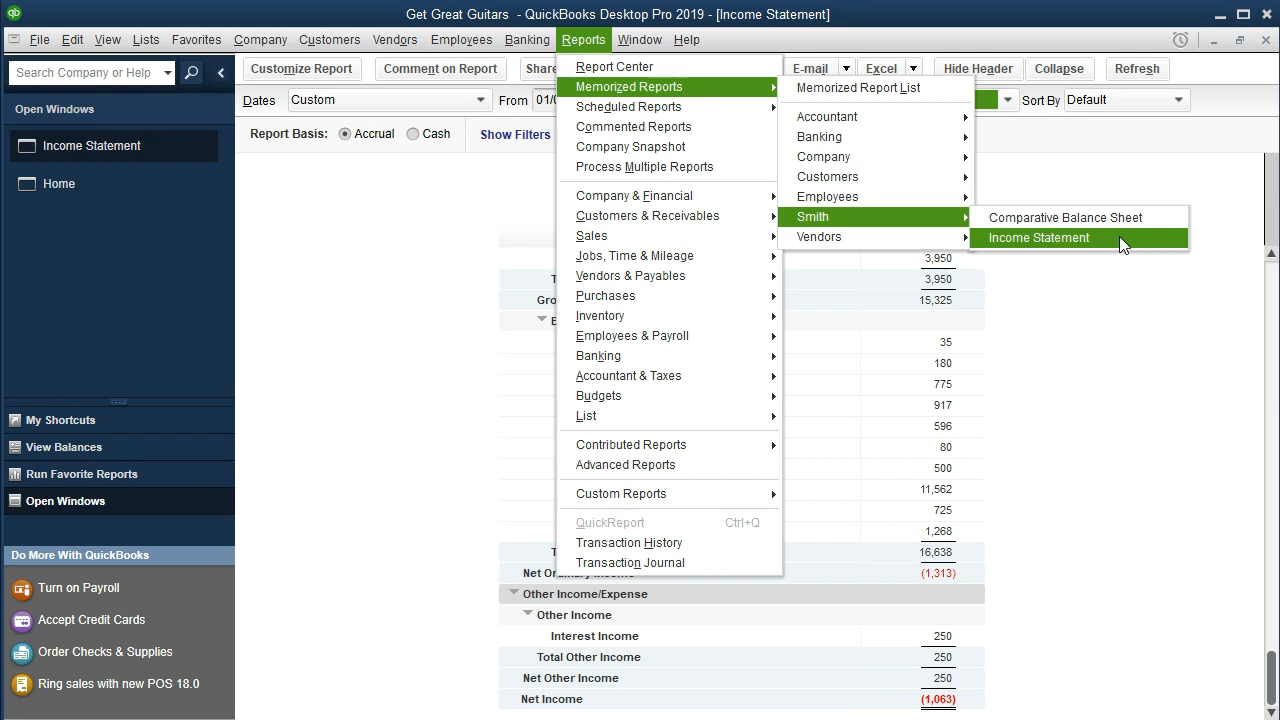 Get Great Guitars - QuickBooks Desktop Pro 2019 - [Income Statement]
File Edit View Lists Favorites Company Customers Vendors Employees Banking Reports Window Help
Search Company or Help
Customize Report Comment on Report Share E-mail Excel Hide Header Collapse Refresh
Open Windows
Dates Custom From 01/0 Sort By Default
Report Basis: Accrual Cash Show Filters
Income Statement
Home
My Shortcuts
View Balances
Run Favorite Reports
Open Windows
Do More With QuickBooks
Turn on Payroll
Accept Credit Cards
Order Checks & Supplies
Ring sales with new POS 18.0
Report Center
Memorized Reports
Scheduled Reports
Commented Reports
Company Snapshot
Process Multiple Reports
Company & Financial
Customers & Receivables
Sales
Jobs, Time & Mileage
Vendors & Payables
Purchases
Inventory
Employees & Payroll
Banking
Accountant & Taxes
Budgets
List
Contributed Reports
Advanced Reports
Custom Reports
QuickReport Ctrl+Q
Transaction History
Transaction Journal
Memorized Report List
Accountant
Banking
Company
Customers
Employees
Smith
Vendors
Comparative Balance Sheet
Income Statement
3,950
T 3,950
Gro 15,325
E
35
180
775
917
596
80
500
11,562
725
1,268
T 16,638
Net Ordinary Income (1,313)
Other Income/Expense
Other Income
Interest Income 250
Total Other Income 250
Net Other Income 250
Net Income (1,063)